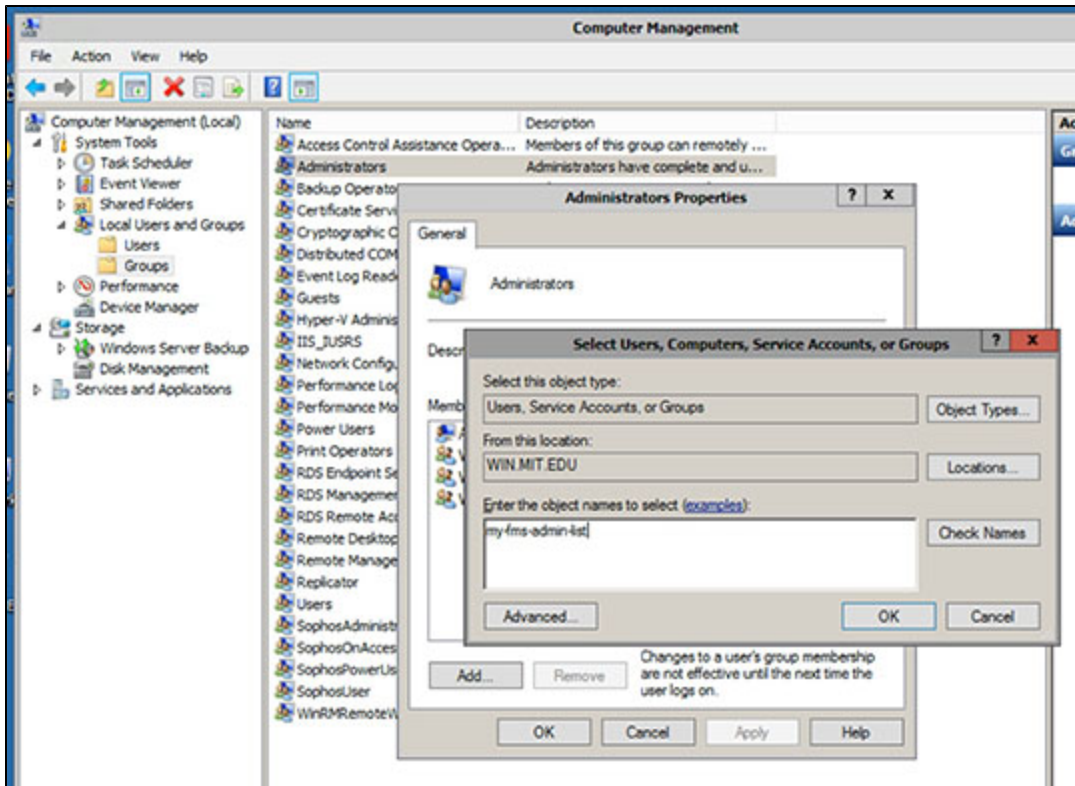 Computer Management
File Action View Help
Computer Management (Local)
System Tools
Task Scheduler
Event Viewer
Shared Folders
Local Users and Groups
Users
Groups
Performance
Device Manager
Storage
Windows Server Backup
Disk Management
Services and Applications
Name Description
Access Control Assistance Opera... Members of this group can remotely ...
Administrators Administrators have complete and u...
Backup Operato
Certificate Servi
Cryptographic O
Distributed COM
Event Log Reade
Guests
Hyper-V Adminis
IIS_IUSRS
Network Configu
Performance Log
Performance Mo
Power Users
Print Operators
RDS Endpoint Se
RDS Managemen
RDS Remote Acc
Remote Desktop
Remote Manage
Replicator
Users
SophosAdministr
SophosOnAcces
SophosPowerUs
SophosUser
WinRMRemoteW
Administrators Properties
General
Administrators
Descr
Memb
Add... Remove
Changes to a user's group membership
are not effective until the next time the
user logs on.
OK Cancel Apply Help
Select Users, Computers, Service Accounts, or Groups
Select this object type:
Users, Service Accounts, or Groups Object Types...
From this location:
WIN.MIT.EDU Locations...
Enter the object names to select (examples):
my-fms-admin-list Check Names
Advanced... OK Cancel